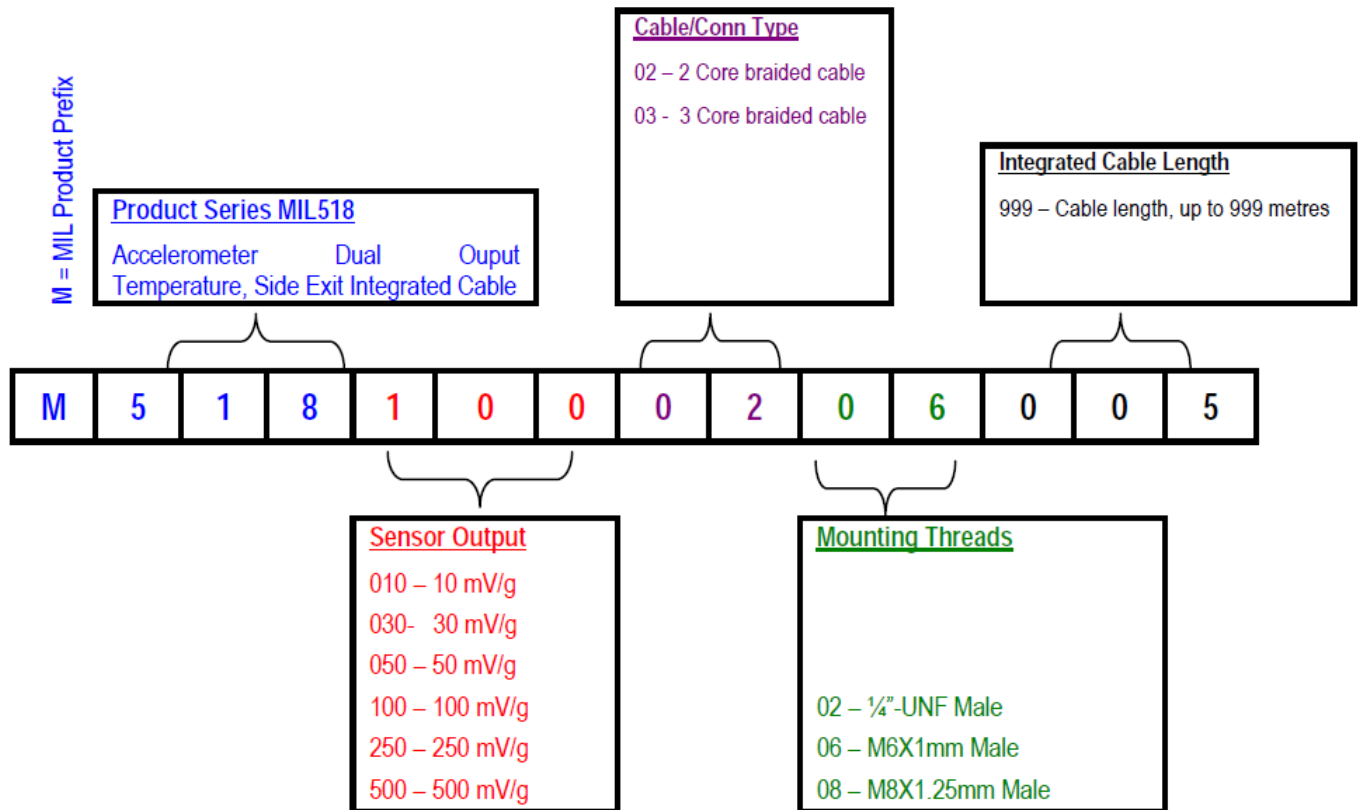 Cable/Conn Type
02 – 2 Core braided cable
03 - 3 Core braided cable
M = MIL Product Prefix
Product Series MIL518
Accelerometer Dual Ouput
Temperature, Side Exit Integrated Cable
Integrated Cable Length
999 – Cable length, up to 999 metres
M 5 1 8 1 0 0 0 2 0 6 0 0 5
Sensor Output
010 – 10 mV/g
030- 30 mV/g
050 – 50 mV/g
100 – 100 mV/g
250 – 250 mV/g
500 – 500 mV/g
Mounting Threads
02 – ¼”-UNF Male
06 – M6X1mm Male
08 – M8X1.25mm Male